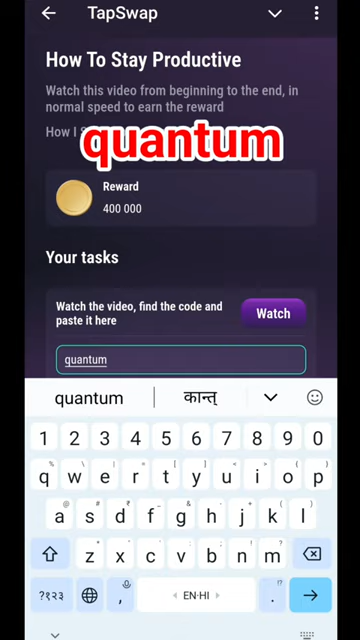 TapSwap
How To Stay Productive
Watch this video from beginning to the end, in
normal speed to earn the reward
How I S
quantum
Reward
400 000
Your tasks
Watch the video, find the code and
paste it here
Watch
quantum
quantum
कान्त्
1 2 3 4 5 6 7 8 9 0
q w e r t y u i o p
a s d f g h j k l
z x c v b n m
?१२३ , EN·HI .